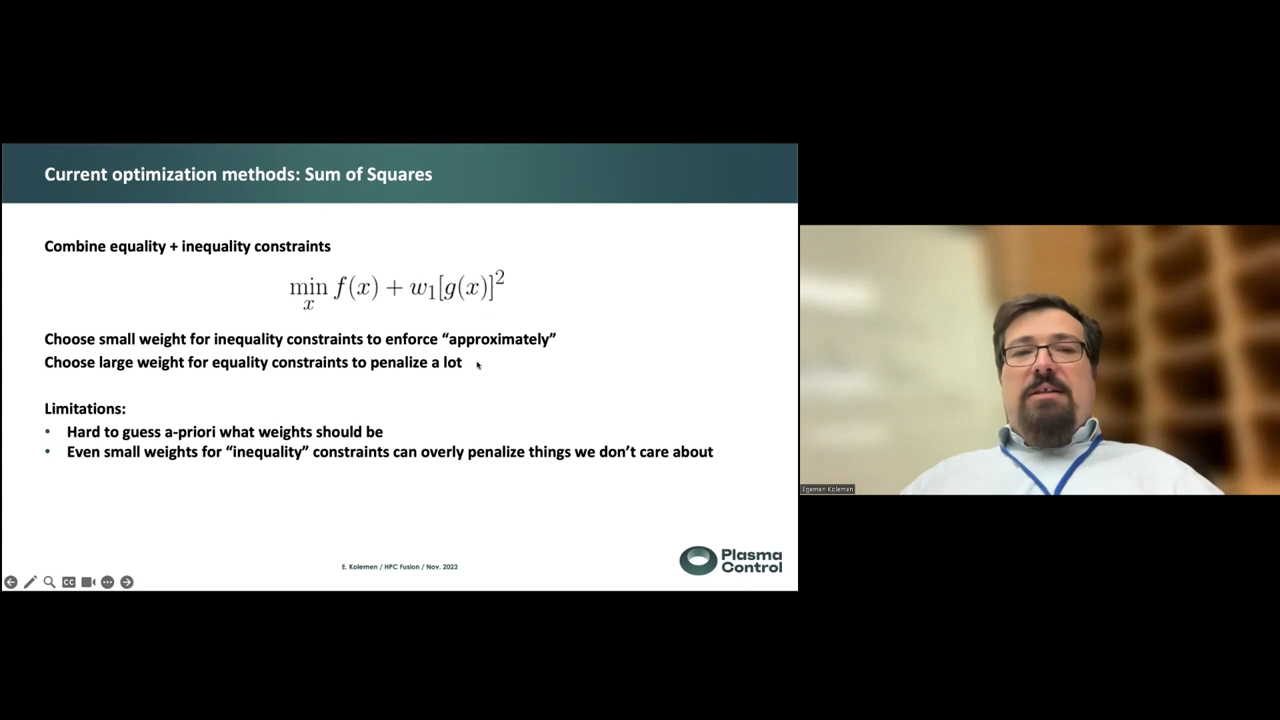 Current optimization methods: Sum of Squares
Combine equality + inequality constraints
min f(x) + w₁[g(x)]²
x
Choose small weight for inequality constraints to enforce “approximately”
Choose large weight for equality constraints to penalize a lot
Limitations:
• Hard to guess a-priori what weights should be
• Even small weights for “inequality” constraints can overly penalize things we don’t care about
E. Kolemen / HPC Fusion / Nov. 2023
Plasma
Control
CC
Egemen Kolemen